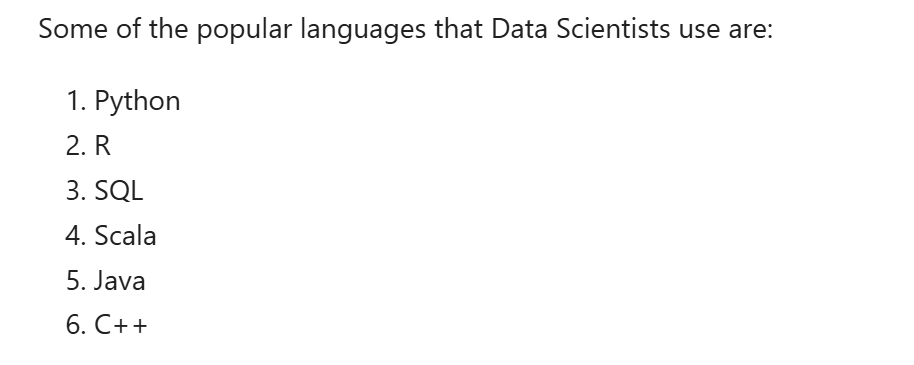 Some of the popular languages that Data Scientists use are:
1. Python
2. R
3. SQL
4. Scala
5. Java
6. C++